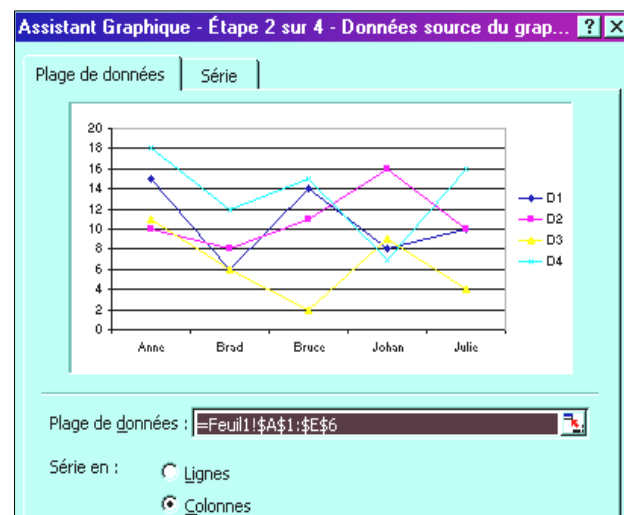 Assistant Graphique - Étape 2 sur 4 - Données source du grap... ? X
Plage de données Série
20
18
16
14
12
10
8
6
4
2
0
Anne Brad Bruce Johan Julie
D1
D2
D3
D4
Plage de données : =Feuil1!$A$1:$E$6
Série en : Lignes
Colonnes